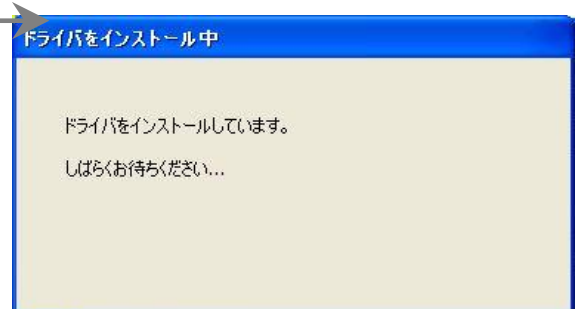 ドライバをインストール中
ドライバをインストールしています。
しばらくお待ちください...